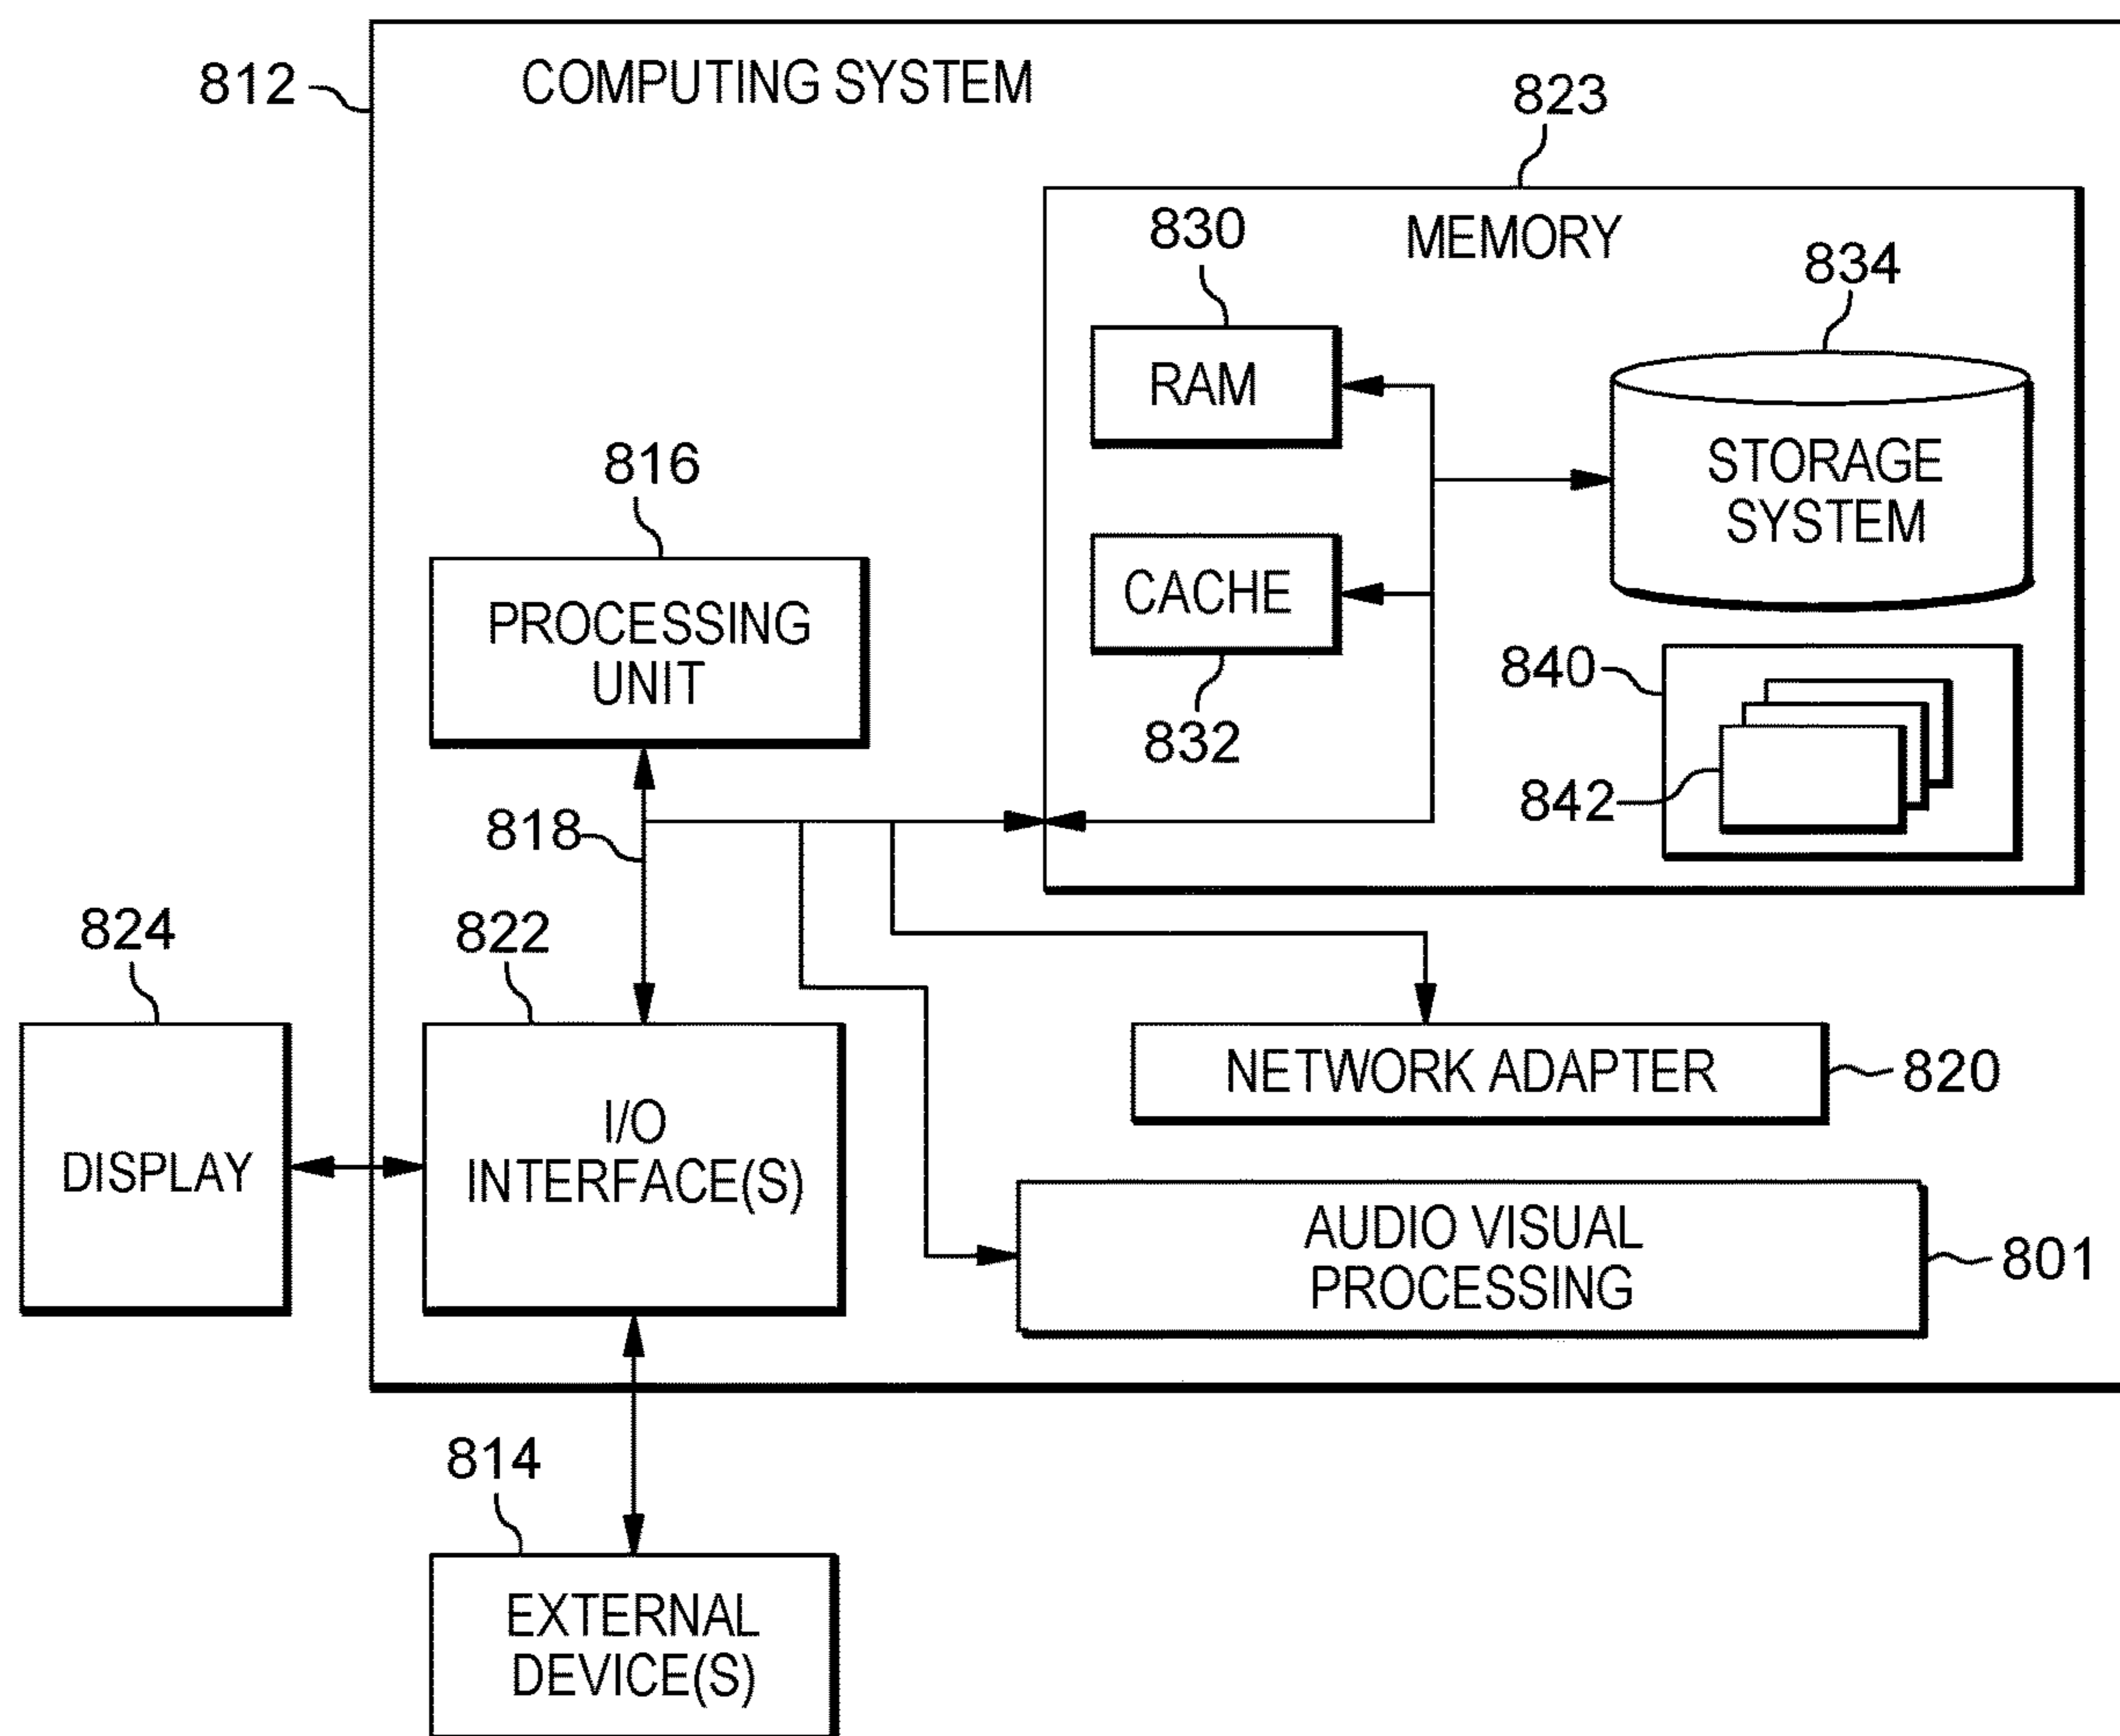 812
COMPUTING SYSTEM
823
830
MEMORY
834
RAM
STORAGE
SYSTEM
816
CACHE
PROCESSING
UNIT
832
840
842
818
824
822
DISPLAY
I/O
INTERFACE(S)
NETWORK ADAPTER
820
AUDIO VISUAL
PROCESSING
801
814
EXTERNAL
DEVICE(S)